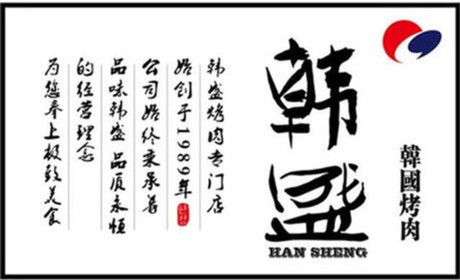 韩盛
HAN SHENG
韓國烤肉
韩盛烤肉专门店
始创于1989年
公司始终秉承着
品味韩盛 品质永恒
的经营理念
为您奉上极致美食